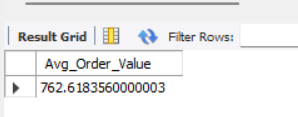 Result Grid Filter Rows:
Avg_Order_Value
762.6183560000003